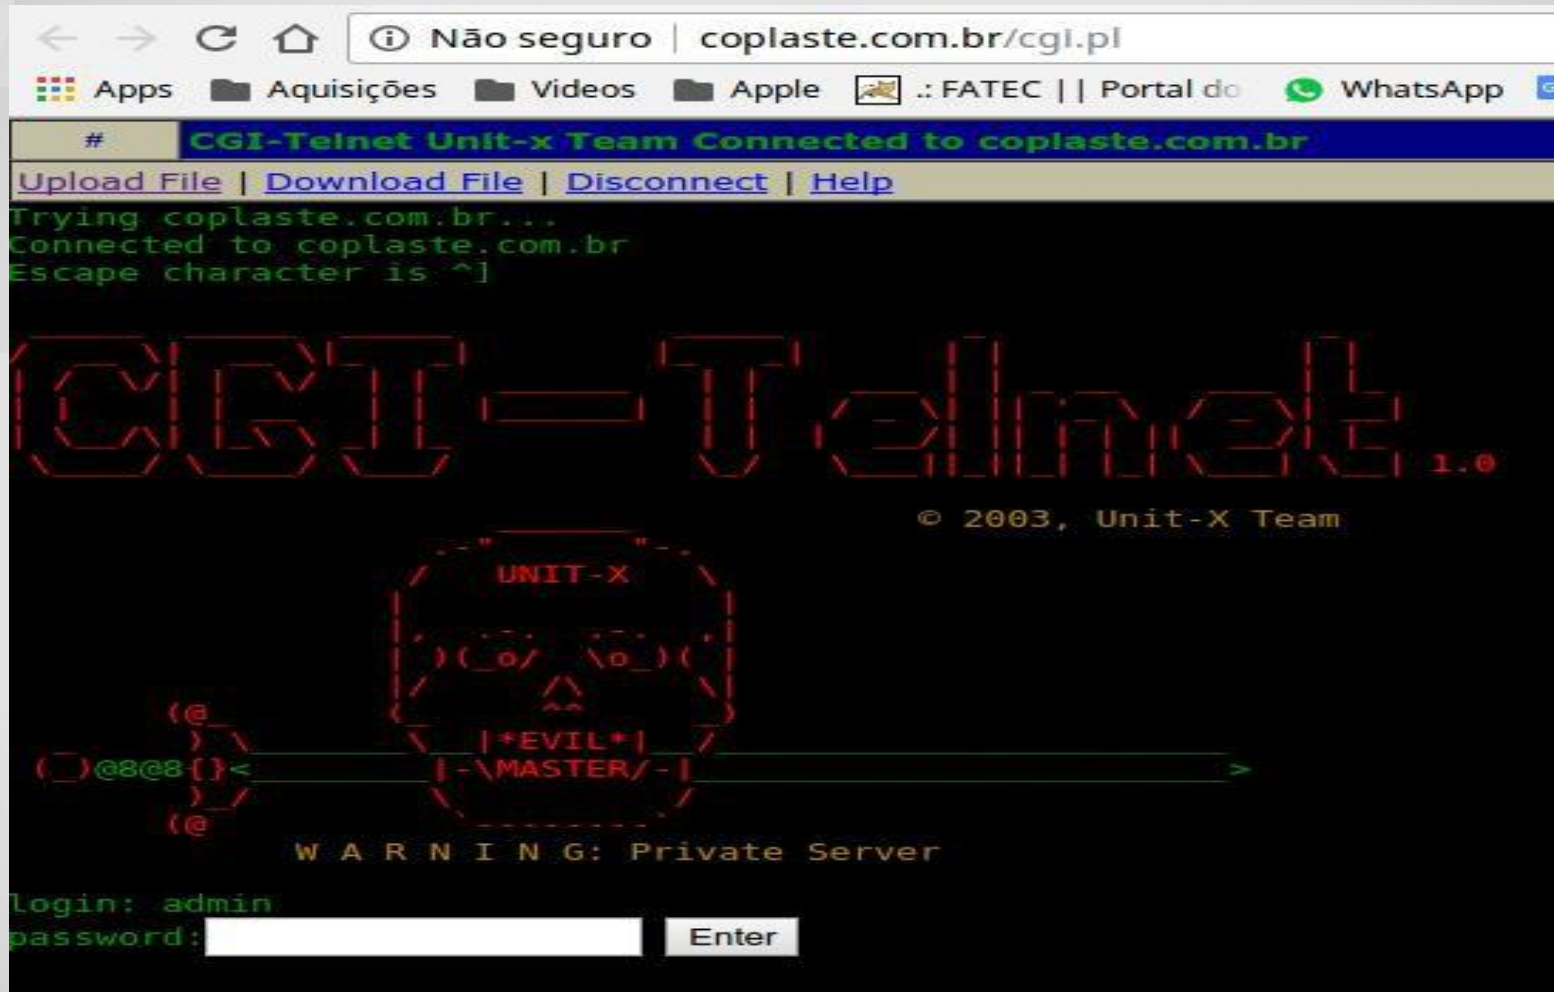 Não seguro | coplaste.com.br/cgi.pl
Apps Aquisições Videos Apple .: FATEC || Portal do WhatsApp
# CGI-Telnet Unit-x Team Connected to coplaste.com.br
Upload File | Download File | Disconnect | Help
Trying coplaste.com.br...
Connected to coplaste.com.br
Escape character is ^]
CGI-Telnet 1.0
© 2003, Unit-X Team
UNIT-X
*EVIL*
MASTER
W A R N I N G: Private Server
login: admin
password: Enter